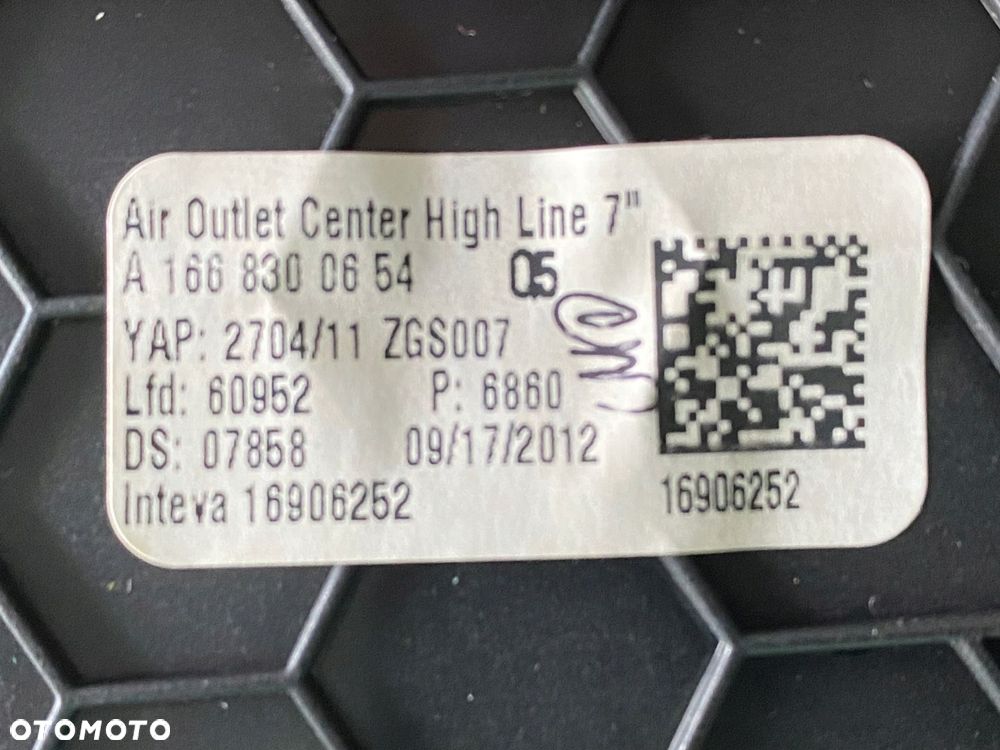 Air Outlet Center High Line 7"
A 166 830 06 54 05
YAP: 2704/11 ZGS007
Lfd: 60952 P: 6860
DS: 07858 09/17/2012
Inteva 16906252
16906252
OTOMOTO